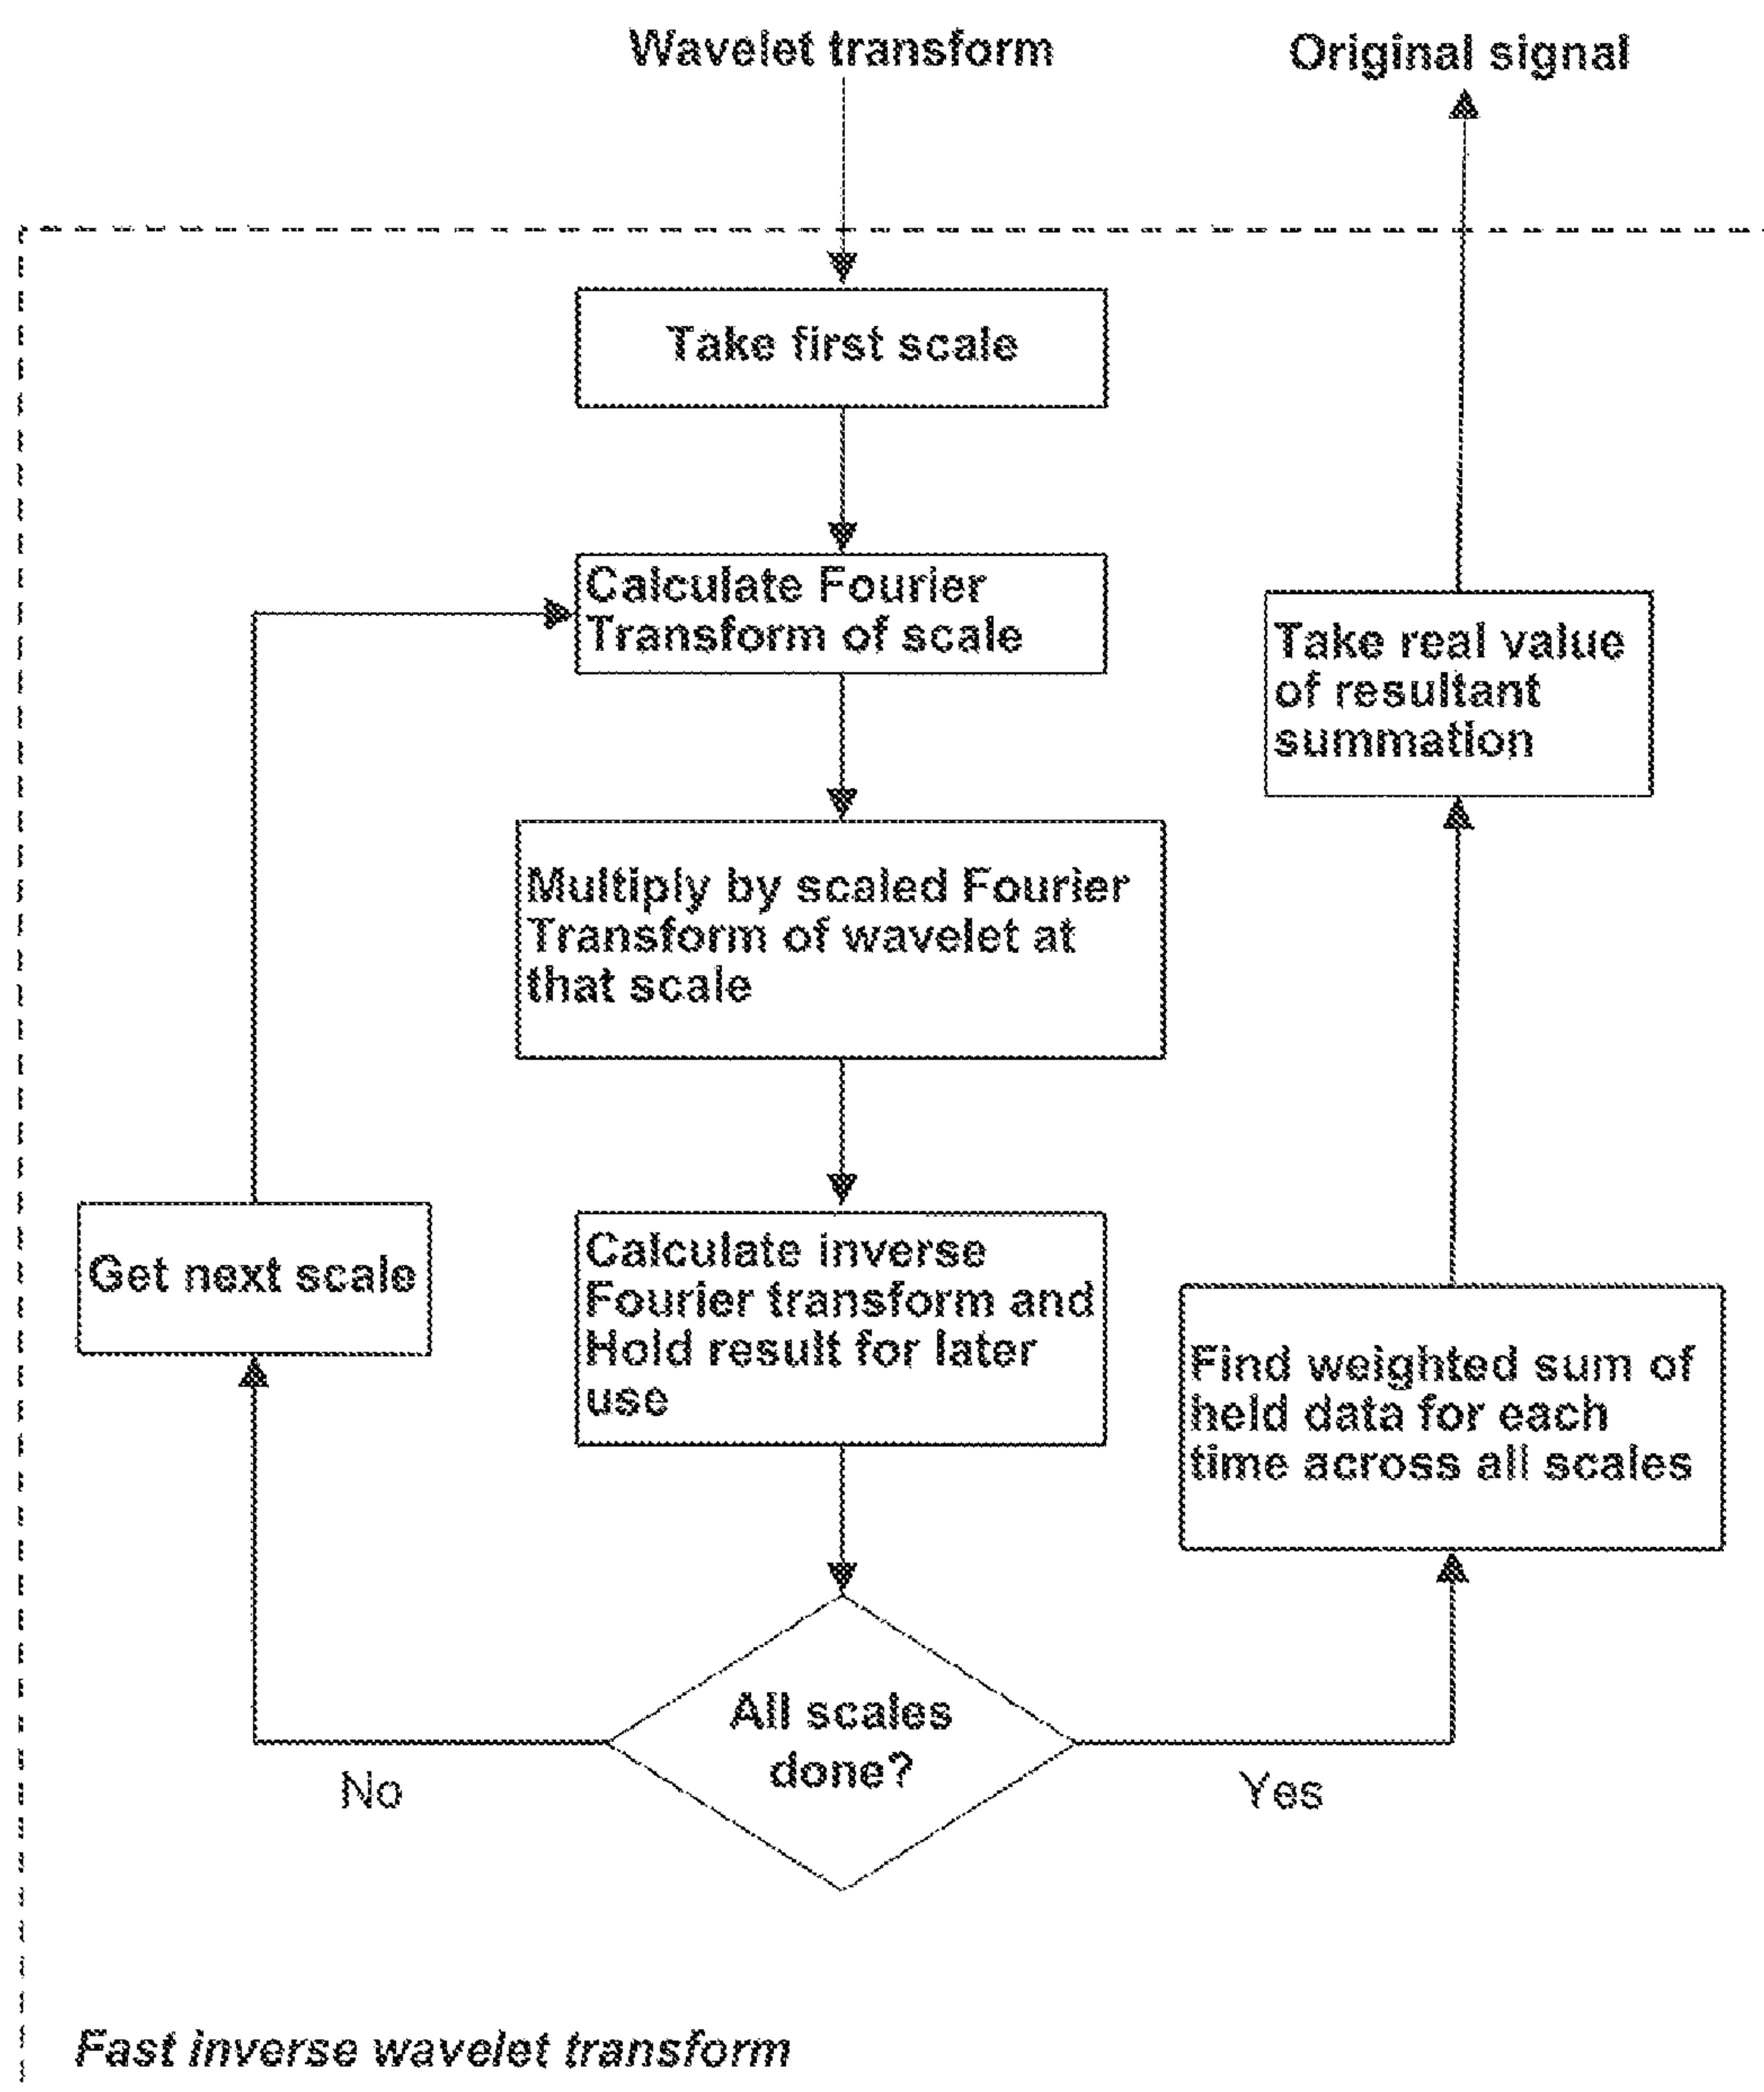 Wavelet transform
Original signal
Take first scale
Calculate Fourier
Transform of scale
Take real value
of resultant
summation
Multiply by scaled Fourier
Transform of wavelet at
that scale
Get next scale
Calculate inverse
Fourier transform and
Hold result for later
use
Find weighted sum of
held data for each
time across all scales
All scales
done?
No
Yes
Fast inverse wavelet transform